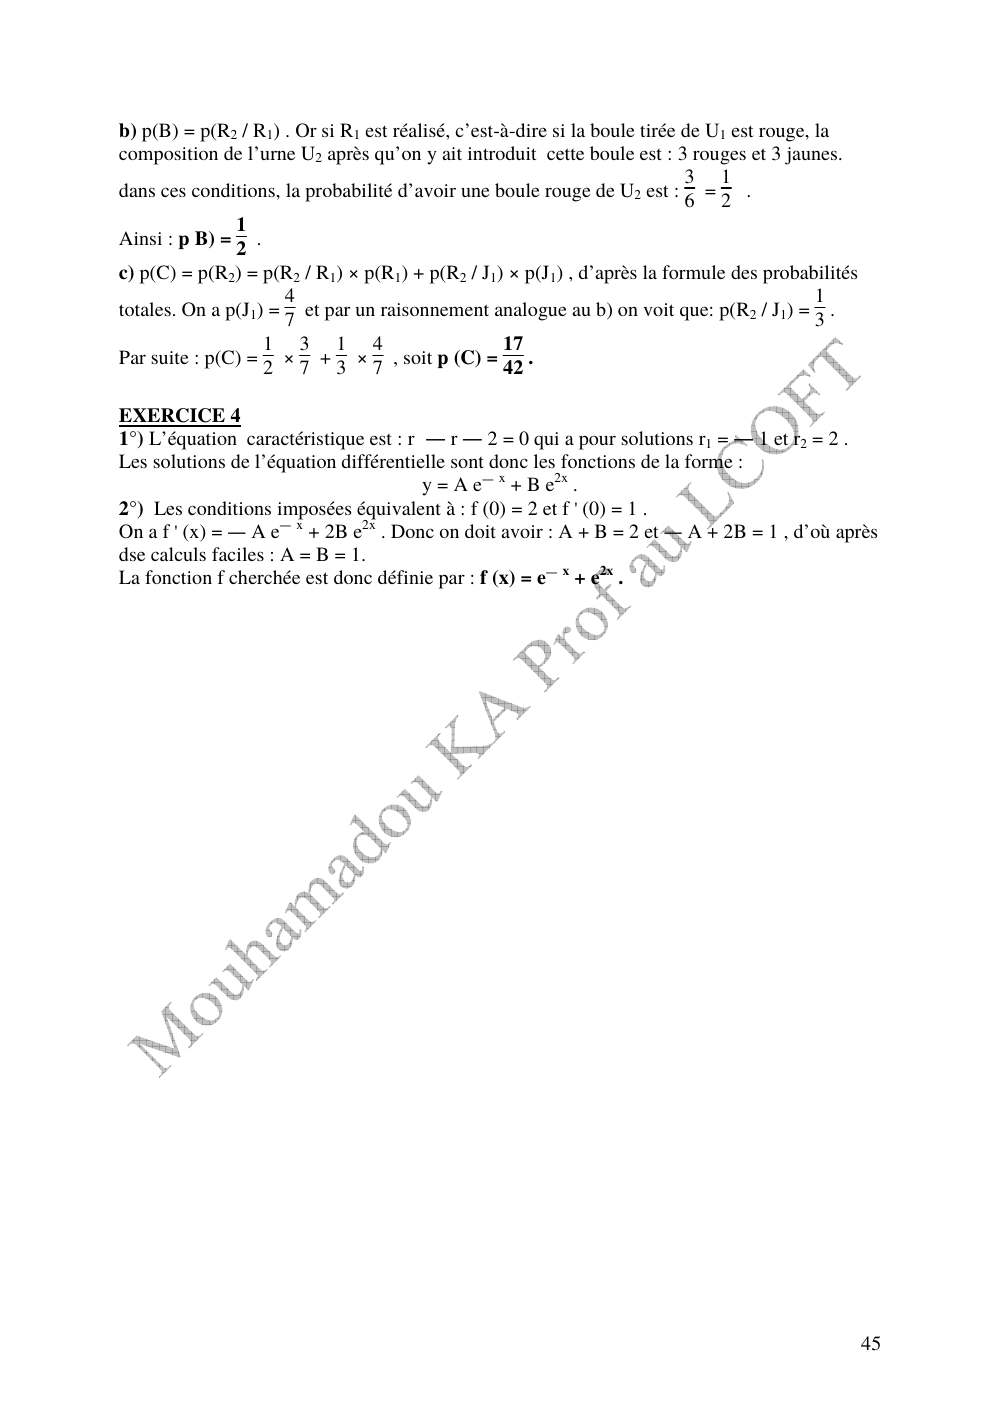 b) p(B) = p(R₂ / R₁) . Or si R₁ est réalisé, c’est-à-dire si la boule tirée de U₁ est rouge, la
composition de l’urne U₂ après qu’on y ait introduit cette boule est : 3 rouges et 3 jaunes.
dans ces conditions, la probabilité d’avoir une boule rouge de U₂ est : 3/6 = 1/2 .
Ainsi : p B) = 1/2 .
c) p(C) = p(R₂) = p(R₂ / R₁) × p(R₁) + p(R₂ / J₁) × p(J₁) , d’après la formule des probabilités
totales. On a p(J₁) = 4/7 et par un raisonnement analogue au b) on voit que: p(R₂ / J₁) = 1/3 .
Par suite : p(C) = 1/2 × 3/7 + 1/3 × 4/7 , soit p (C) = 17/42 .
EXERCICE 4
1°) L’équation caractéristique est : r — r — 2 = 0 qui a pour solutions r₁ = — 1 et r₂ = 2 .
Les solutions de l’équation différentielle sont donc les fonctions de la forme :
y = A e^{— x} + B e^{2x} .
2°) Les conditions imposées équivalent à : f (0) = 2 et f ' (0) = 1 .
On a f ' (x) = — A e^{— x} + 2B e^{2x} . Donc on doit avoir : A + B = 2 et — A + 2B = 1 , d’où après
dse calculs faciles : A = B = 1.
La fonction f cherchée est donc définie par : f (x) = e^{— x} + e^{2x} .
Mouhamadou KA Prof au LCOFT
45